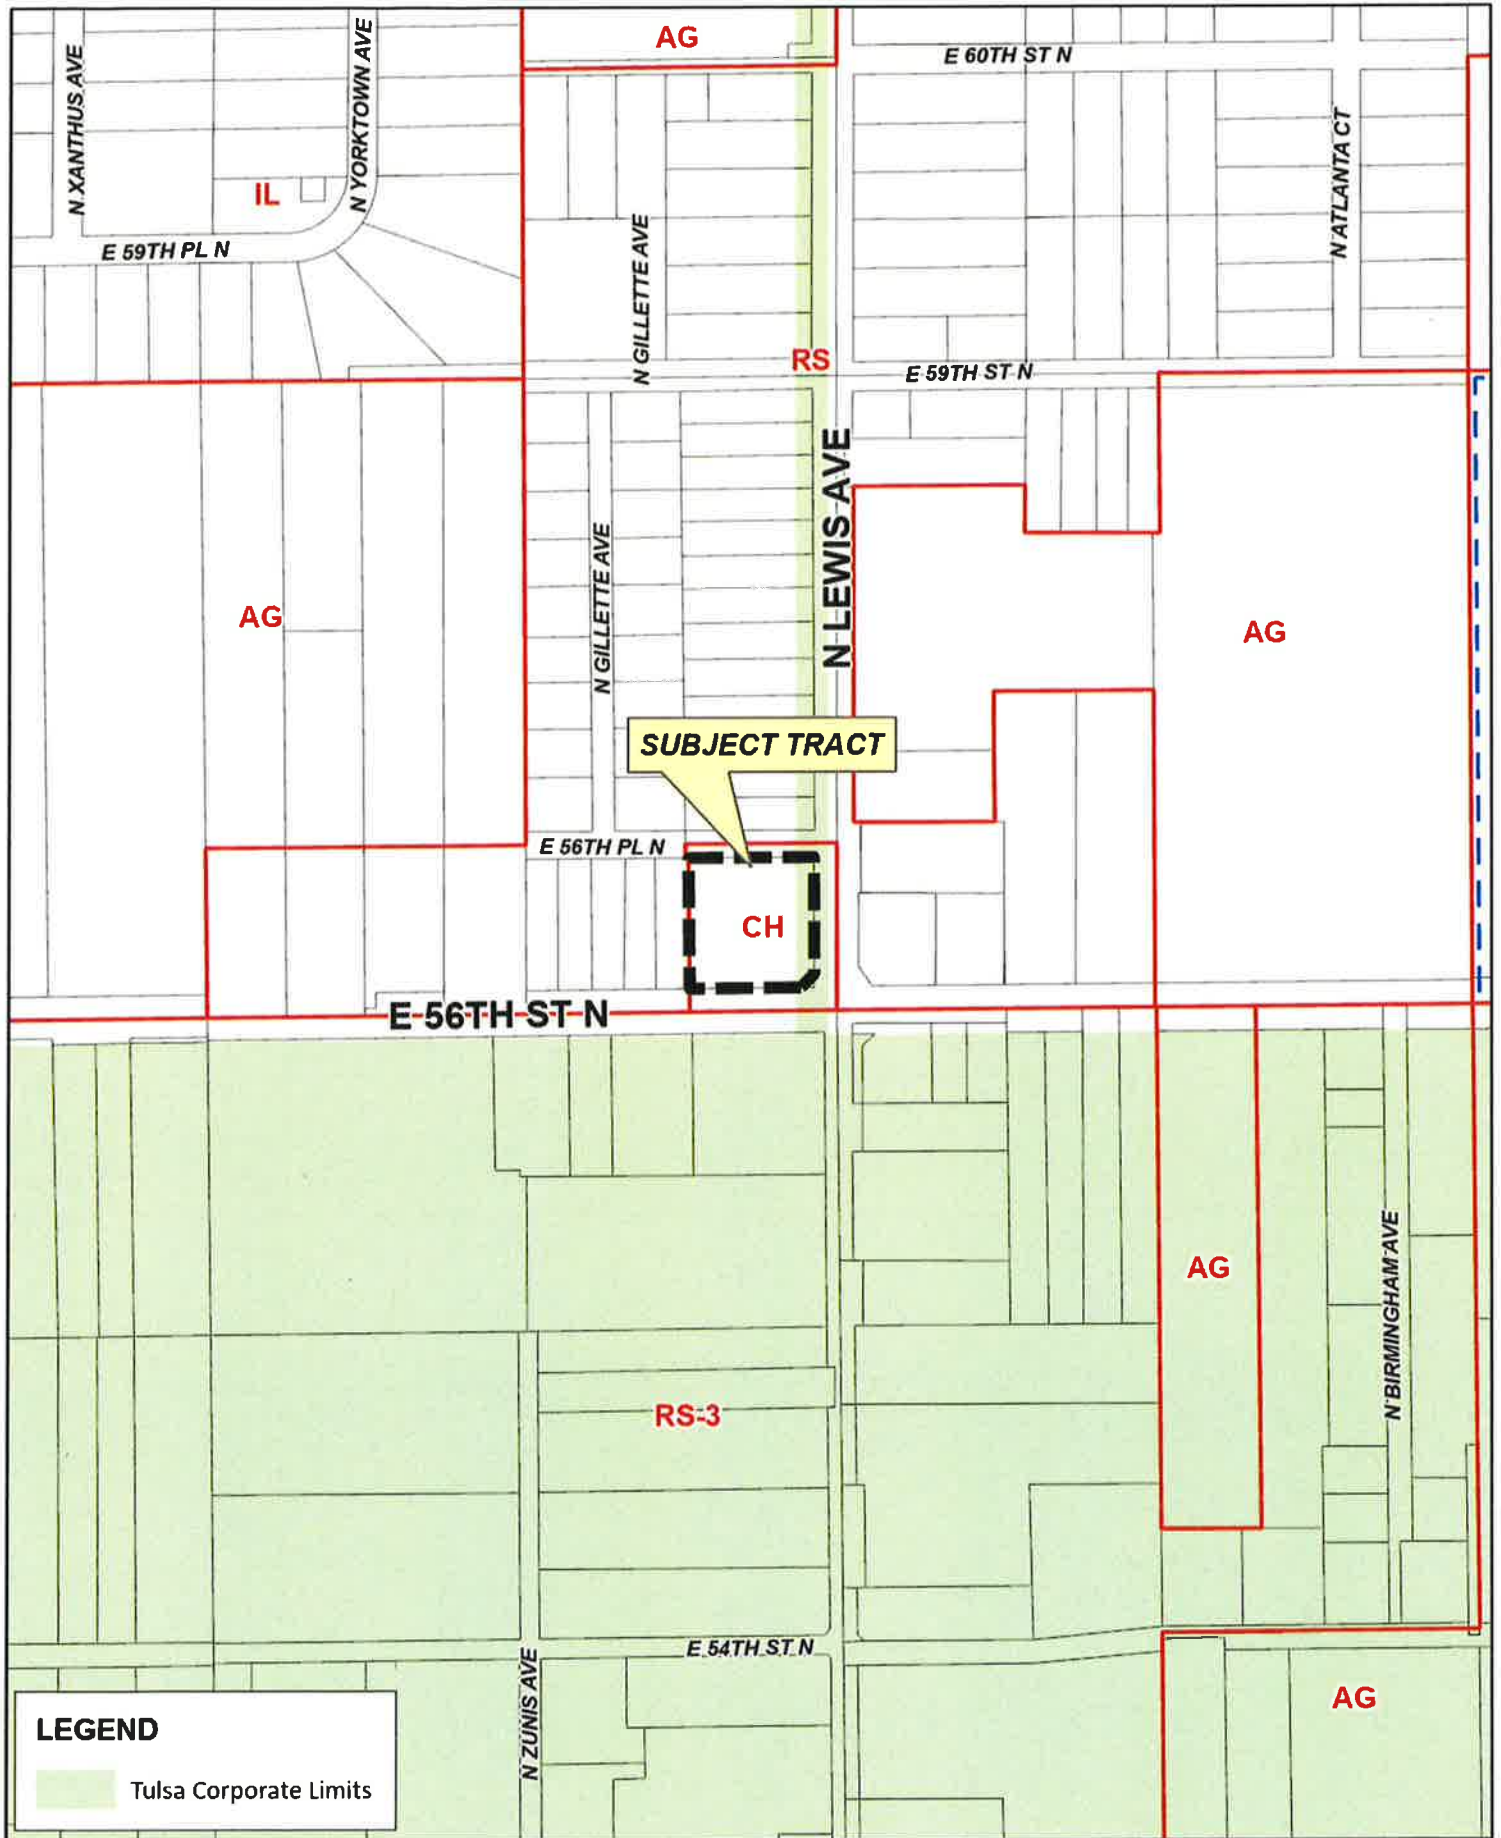 AG
E 60TH ST N
N XANTHUS AVE
N YORKTOWN AVE
N ATLANTA CT
IL
E 59TH PL N
N GILLETTE AVE
RS
E 59TH ST N
N LEWIS AVE
N GILLETTE AVE
AG
AG
SUBJECT TRACT
E 56TH PL N
CH
E 56TH ST N
AG
N BIRMINGHAM AVE
RS-3
E 54TH ST N
N ZUNIS AVE
AG
LEGEND
Tulsa Corporate Limits